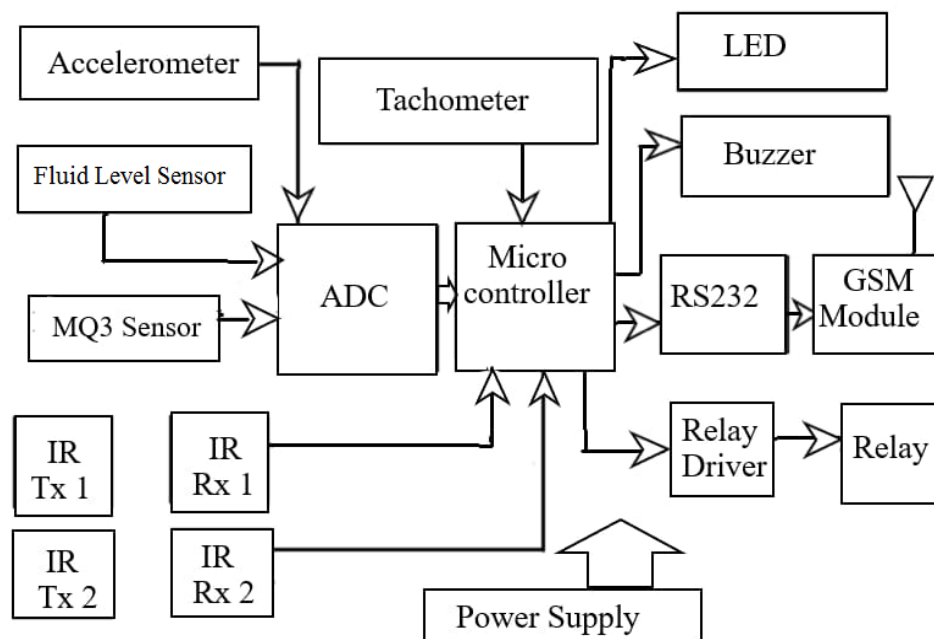 Accelerometer
Tachometer
LED
Buzzer
Fluid Level Sensor
MQ3 Sensor
ADC
Micro
controller
RS232
GSM
Module
IR
Tx 1
IR
Rx 1
Relay
Driver
Relay
IR
Tx 2
IR
Rx 2
Power Supply